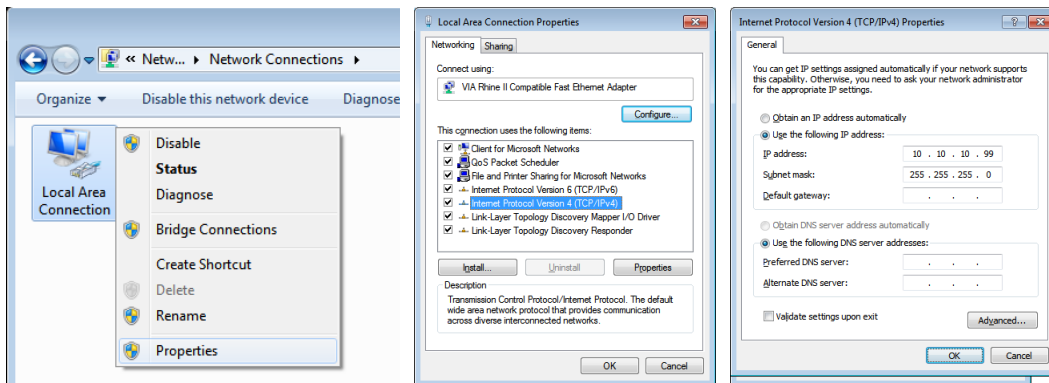 « Netw... ▸ Network Connections ▸
Organize ▾ Disable this network device Diagnose
Local Area
Connection
Disable
Status
Diagnose
Bridge Connections
Create Shortcut
Delete
Rename
Properties
Local Area Connection Properties
Networking Sharing
Connect using:
VIA Rhine II Compatible Fast Ethernet Adapter
Configure...
This connection uses the following items:
Client for Microsoft Networks
QoS Packet Scheduler
File and Printer Sharing for Microsoft Networks
Internet Protocol Version 6 (TCP/IPv6)
Internet Protocol Version 4 (TCP/IPv4)
Link-Layer Topology Discovery Mapper I/O Driver
Link-Layer Topology Discovery Responder
Install... Uninstall Properties
Description
Transmission Control Protocol/Internet Protocol. The default
wide area network protocol that provides communication
across diverse interconnected networks.
OK Cancel
Internet Protocol Version 4 (TCP/IPv4) Properties
General
You can get IP settings assigned automatically if your network supports
this capability. Otherwise, you need to ask your network administrator
for the appropriate IP settings.
Obtain an IP address automatically
Use the following IP address:
IP address: 10 . 10 . 10 . 99
Subnet mask: 255 . 255 . 255 . 0
Default gateway: . . .
Obtain DNS server address automatically
Use the following DNS server addresses:
Preferred DNS server: . . .
Alternate DNS server: . . .
Validate settings upon exit
Advanced...
OK Cancel